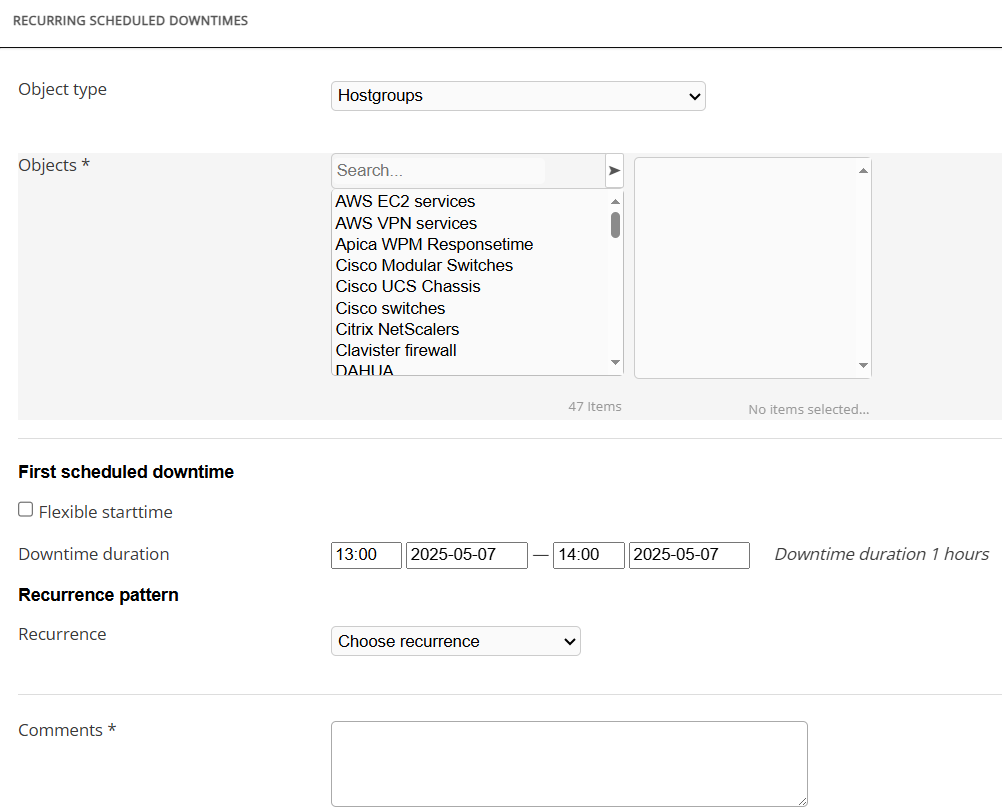 RECURRING SCHEDULED DOWNTIMES
Object type
Hostgroups
Objects *
Search...
AWS EC2 services
AWS VPN services
Apica WPM Responsetime
Cisco Modular Switches
Cisco UCS Chassis
Cisco switches
Citrix NetScalers
Clavister firewall
DAHUA
47 Items
No items selected...
First scheduled downtime
Flexible starttime
Downtime duration 13:00 2025-05-07 — 14:00 2025-05-07 Downtime duration 1 hours
Recurrence pattern
Recurrence
Choose recurrence
Comments *